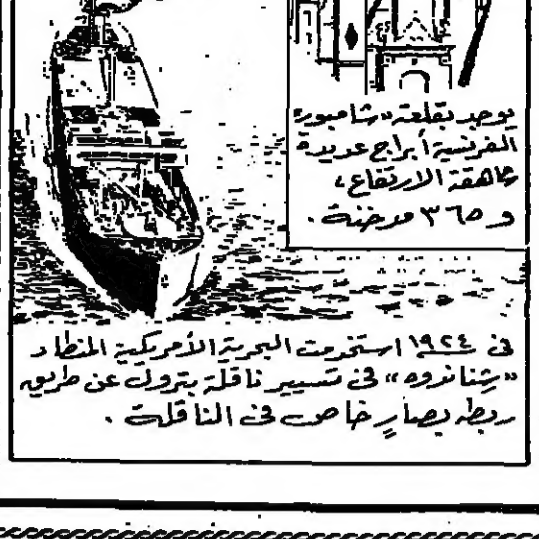 يوجد بقلعة «شامبور»
الفرنسية أبراج عديدة
شاهقة الارتفاع،
و ٣٦٥ مدخنة.
في ١٩٢٤ استخدمت البحرية الأمريكية المنطاد
«شناندوه» في تسيير ناقلة بترول عن طريق
ربطه بصارٍ خاص في الناقلة.